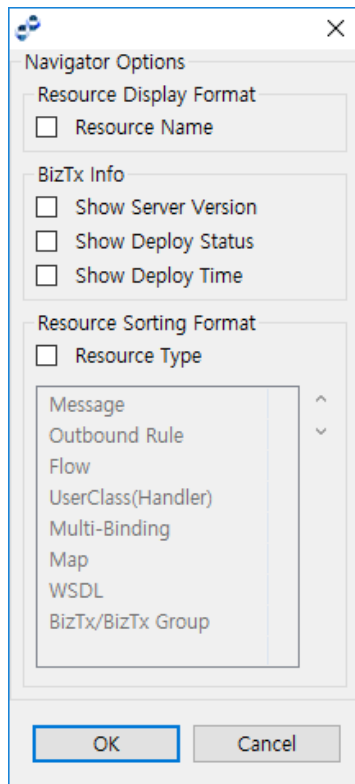 Navigator Options
Resource Display Format
Resource Name
BizTx Info
Show Server Version
Show Deploy Status
Show Deploy Time
Resource Sorting Format
Resource Type
Message
Outbound Rule
Flow
UserClass(Handler)
Multi-Binding
Map
WSDL
BizTx/BizTx Group
OK Cancel